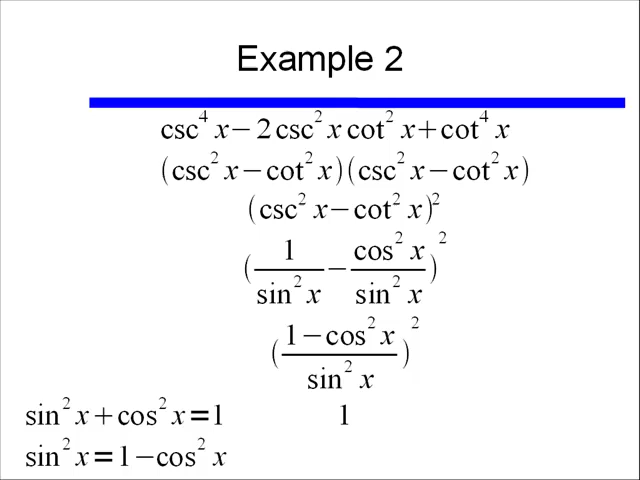 Example 2
csc⁴ x − 2 csc² x cot² x + cot⁴ x
(csc² x − cot² x)(csc² x − cot² x)
(csc² x − cot² x)²
(1/sin² x − cos² x/sin² x)²
((1 − cos² x)/sin² x)²
sin² x + cos² x = 1 1
sin² x = 1 − cos² x